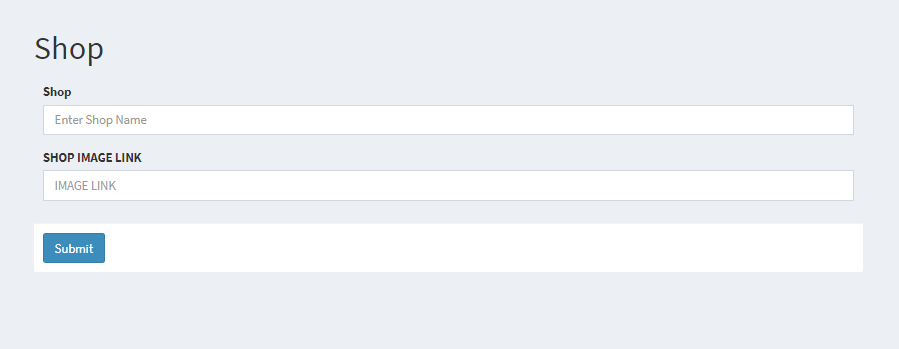 Shop
Shop
Enter Shop Name
SHOP IMAGE LINK
IMAGE LINK
Submit